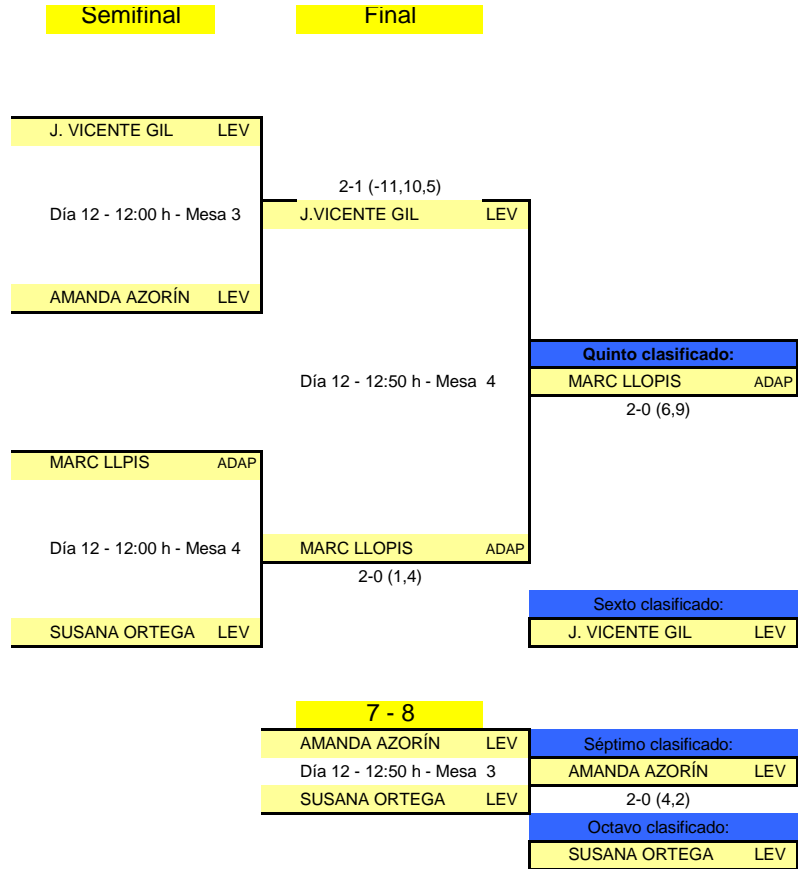 Semifinal Final
J. VICENTE GIL LEV
2-1 (-11,10,5)
Día 12 - 12:00 h - Mesa 3 J.VICENTE GIL LEV
AMANDA AZORÍN LEV
Quinto clasificado:
Día 12 - 12:50 h - Mesa 4 MARC LLOPIS ADAP
2-0 (6,9)
MARC LLPIS ADAP
Día 12 - 12:00 h - Mesa 4 MARC LLOPIS ADAP
2-0 (1,4)
Sexto clasificado:
SUSANA ORTEGA LEV J. VICENTE GIL LEV
7 - 8
AMANDA AZORÍN LEV Séptimo clasificado:
Día 12 - 12:50 h - Mesa 3 AMANDA AZORÍN LEV
SUSANA ORTEGA LEV 2-0 (4,2)
Octavo clasificado:
SUSANA ORTEGA LEV